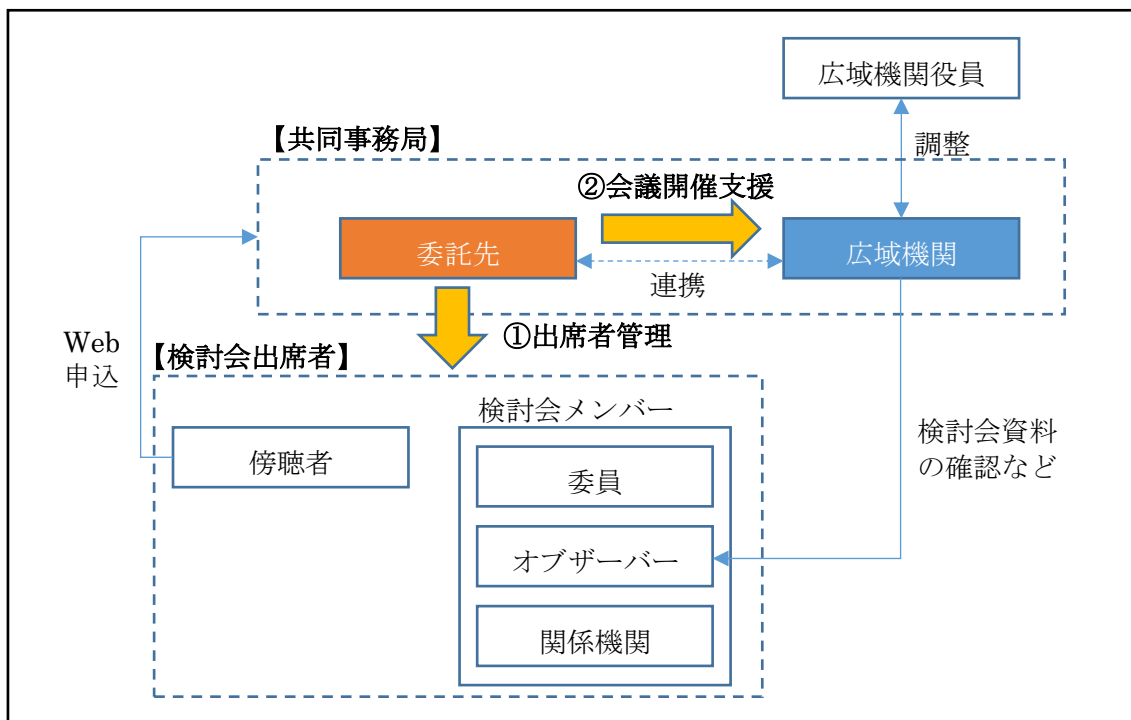 広域機関役員
【共同事務局】
調整
②会議開催支援
委託先
広域機関
連携
①出席者管理
Web
申込
【検討会出席者】
検討会メンバー
傍聴者
委員
検討会資料
の確認など
オブザーバー
関係機関